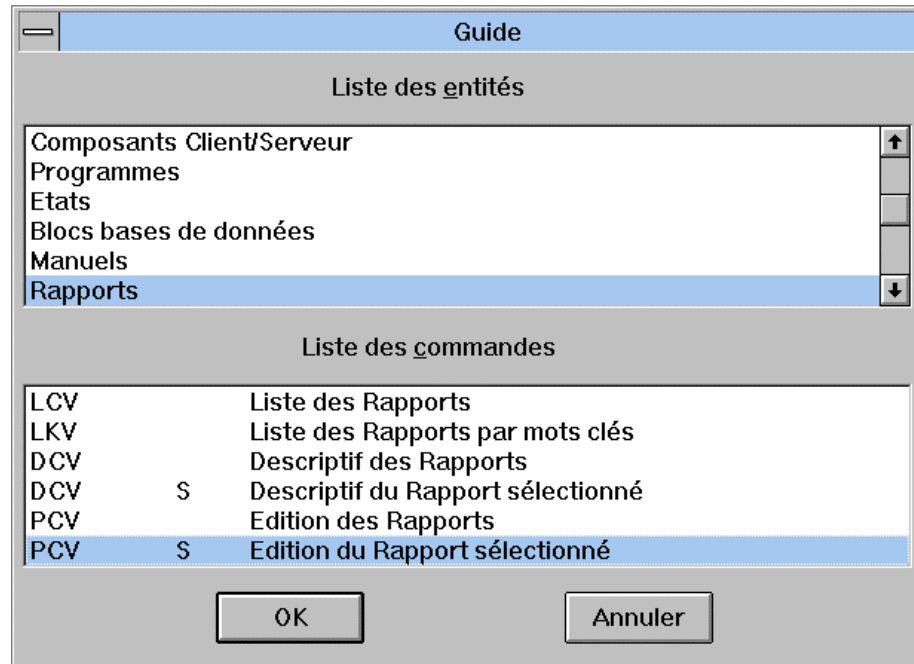 Guide
Liste des entités
Composants Client/Serveur
Programmes
Etats
Blocs bases de données
Manuels
Rapports
Liste des commandes
LCV Liste des Rapports
LKV Liste des Rapports par mots clés
DCV Descriptif des Rapports
DCV S Descriptif du Rapport sélectionné
PCV Edition des Rapports
PCV S Edition du Rapport sélectionné
OK Annuler